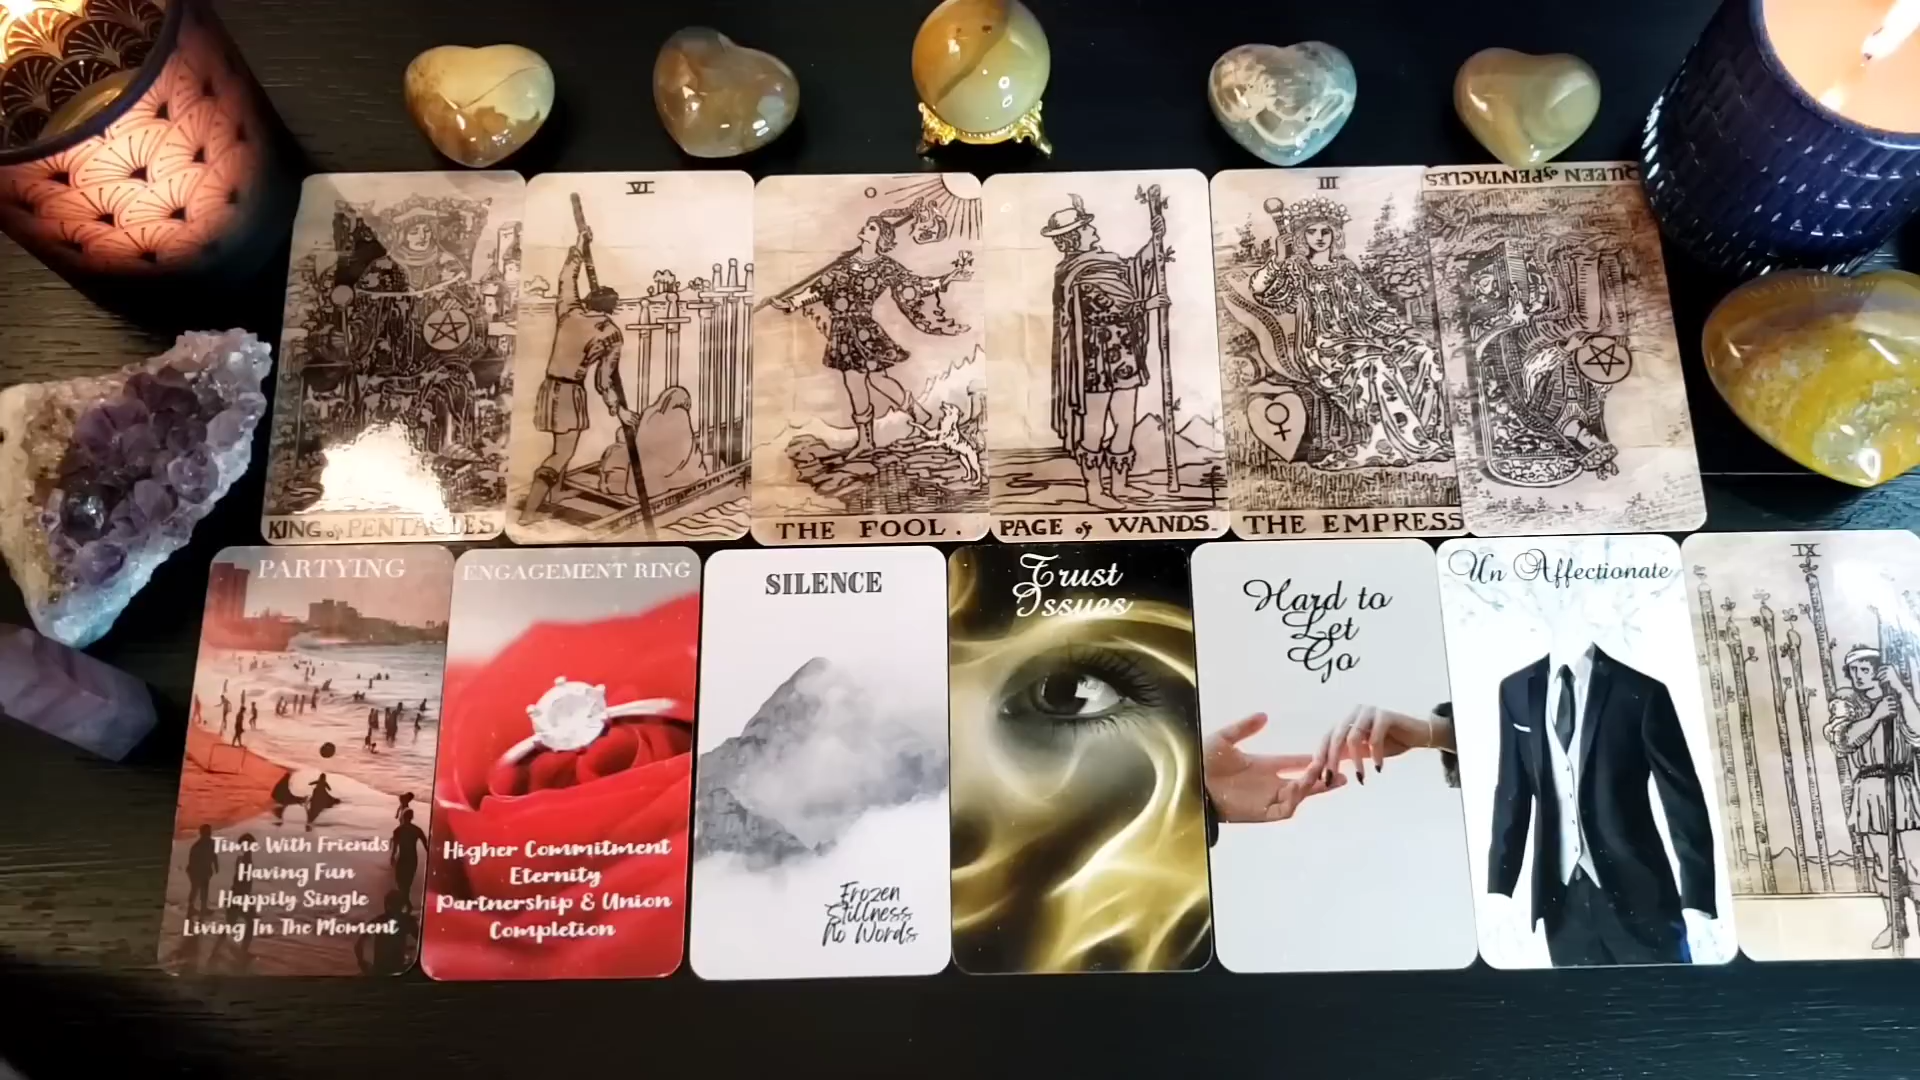 KING of PENTACLES
VI
O
THE FOOL.
PAGE of WANDS.
III
THE EMPRESS
QUEEN of PENTACLES
PARTYING
Time With Friends
Having Fun
Happily Single
Living In The Moment
ENGAGEMENT RING
Higher Commitment
Eternity
Partnership & Union
Completion
SILENCE
Frozen
Stillness
No Words
Trust
Issues
Hard to
Let
Go
Un Affectionate
IX